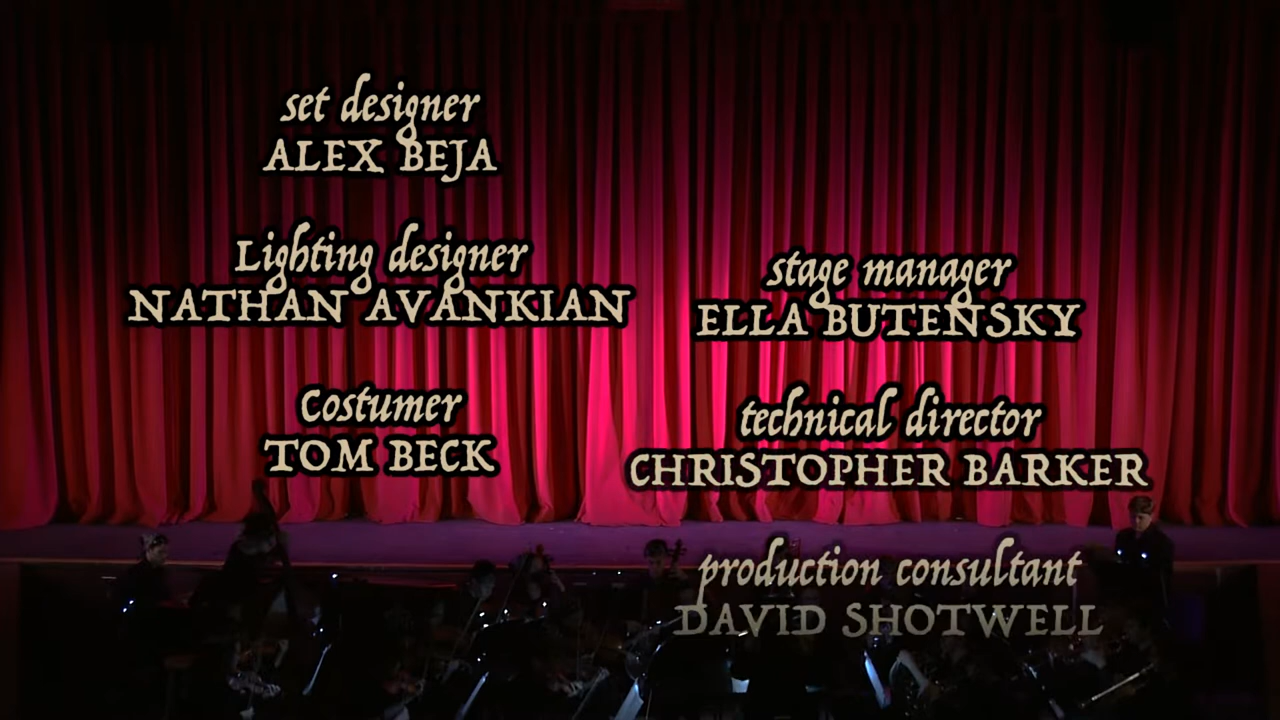 set designer
ALEX BEJA
Lighting designer
NATHAN AVANKIAN
Costumer
TOM BECK
stage manager
ELLA BUTENSKY
technical director
CHRISTOPHER BARKER
production consultant
DAVID SHOTWELL